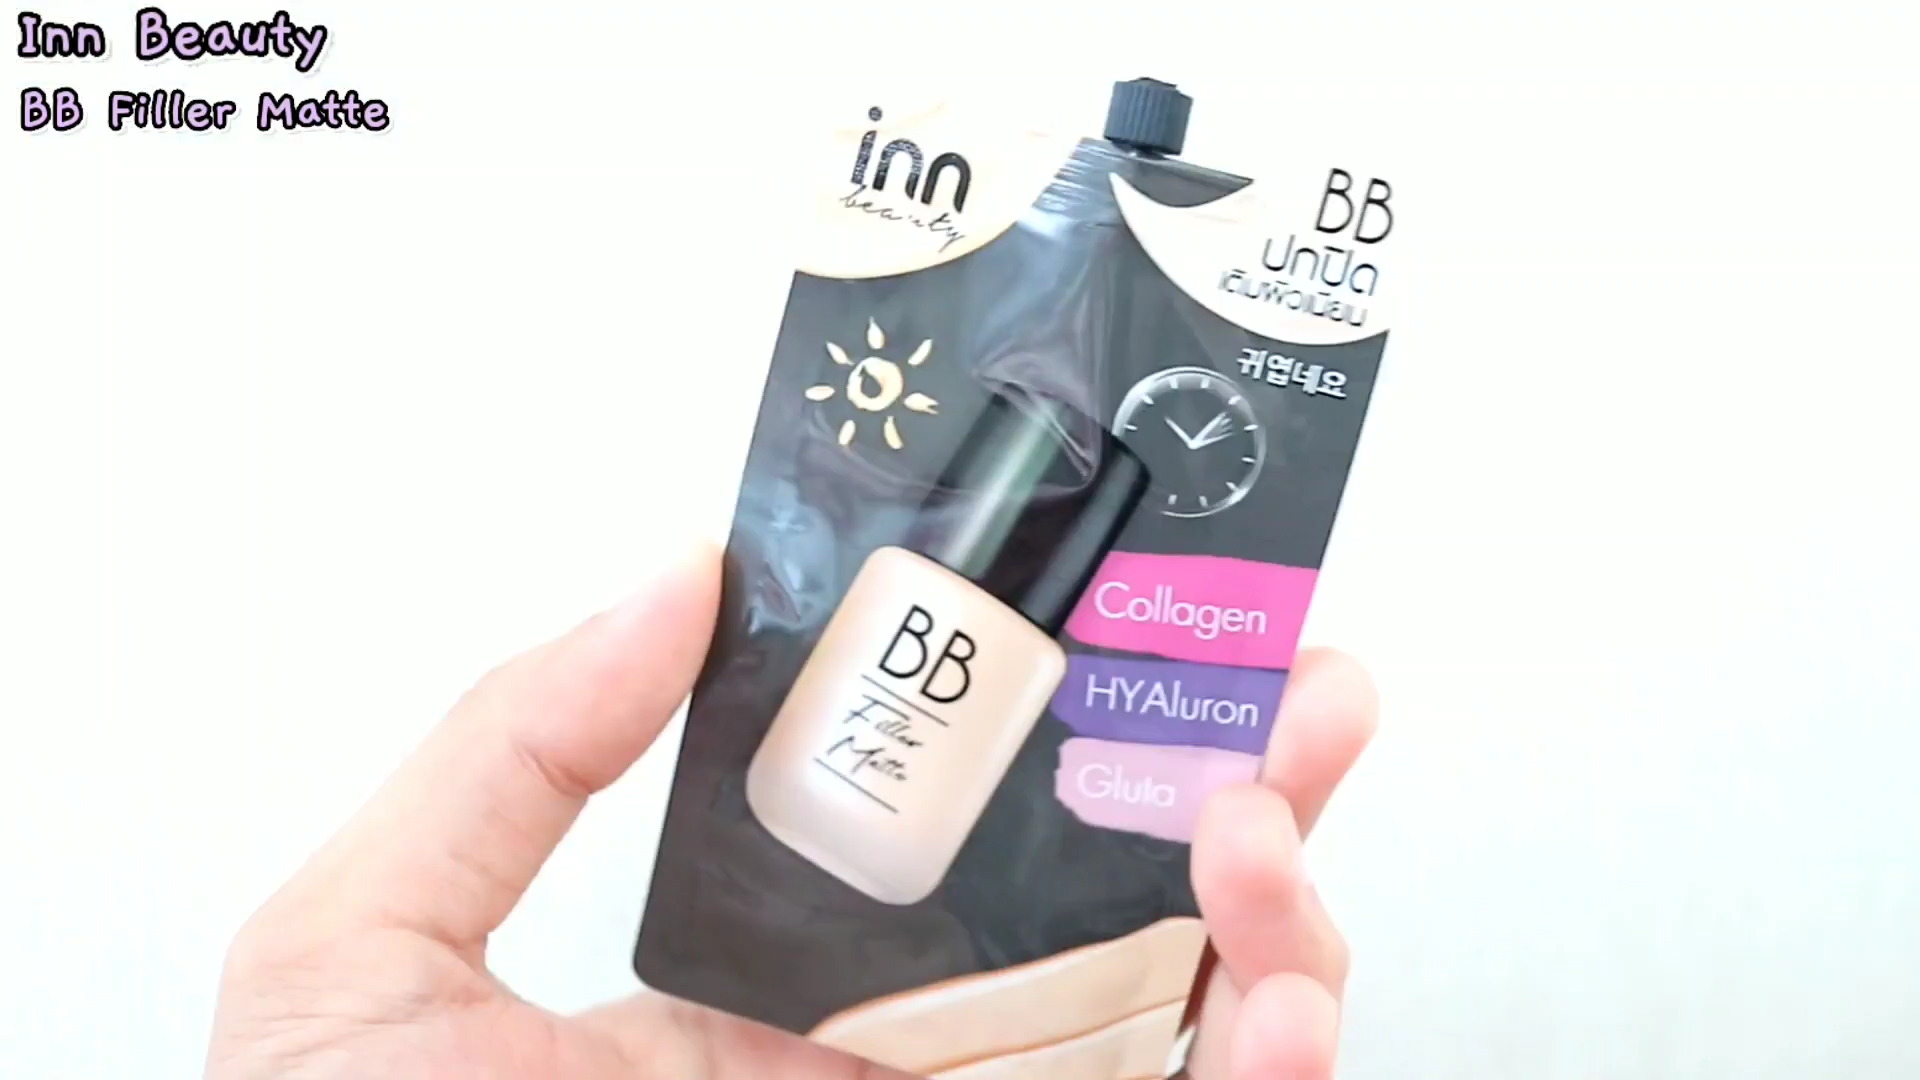 Inn Beauty
BB Filler Matte
inn
beauty
BB
ปกปิด
เติมผิวเนียน
귀엽네요
Collagen
HYAluron
Gluta
BB
Filler
Matte